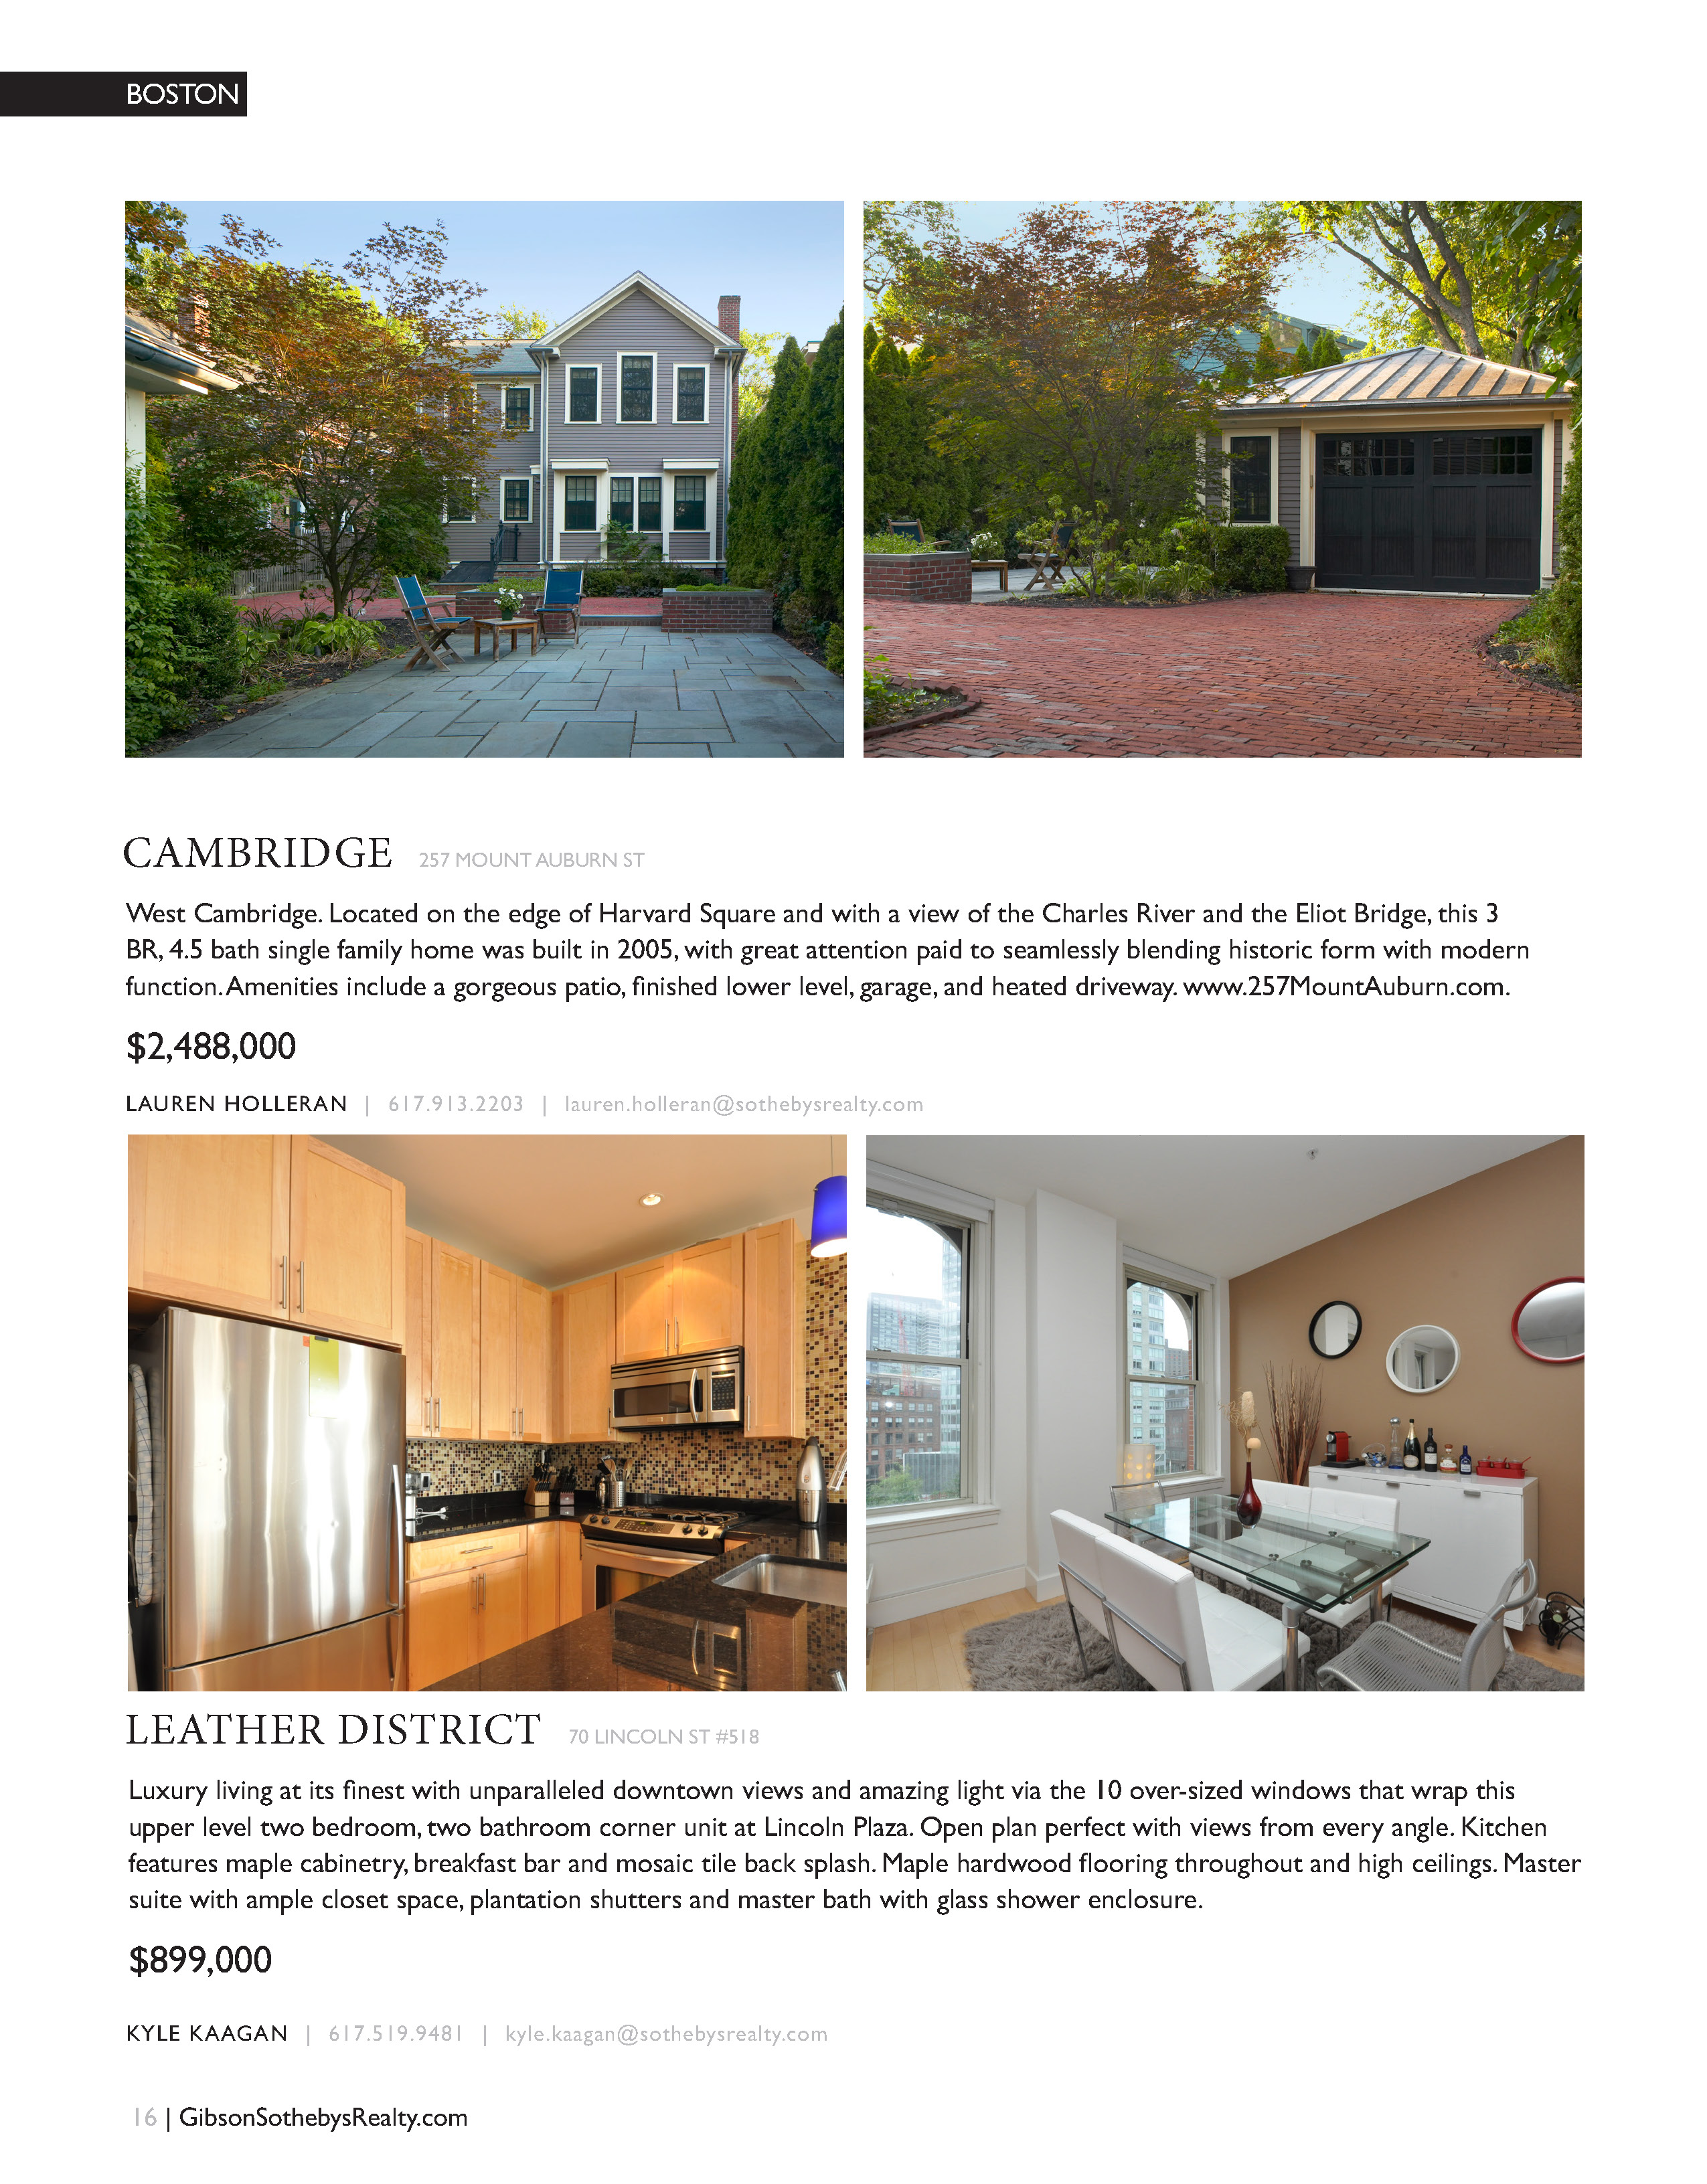 BOSTON
CAMBRIDGE 257 MOUNT AUBURN ST
West Cambridge. Located on the edge of Harvard Square and with a view of the Charles River and the Eliot Bridge, this 3
BR, 4.5 bath single family home was built in 2005, with great attention paid to seamlessly blending historic form with modern
function. Amenities include a gorgeous patio, finished lower level, garage, and heated driveway. www.257MountAuburn.com.
$2,488,000
LAUREN HOLLERAN | 617.913.2203 | lauren.holleran@sothebysrealty.com
LEATHER DISTRICT 70 LINCOLN ST #518
Luxury living at its finest with unparalleled downtown views and amazing light via the 10 over-sized windows that wrap this
upper level two bedroom, two bathroom corner unit at Lincoln Plaza. Open plan perfect with views from every angle. Kitchen
features maple cabinetry, breakfast bar and mosaic tile back splash. Maple hardwood flooring throughout and high ceilings. Master
suite with ample closet space, plantation shutters and master bath with glass shower enclosure.
$899,000
KYLE KAAGAN | 617.519.9481 | kyle.kaagan@sothebysrealty.com
16 | GibsonSothebysRealty.com